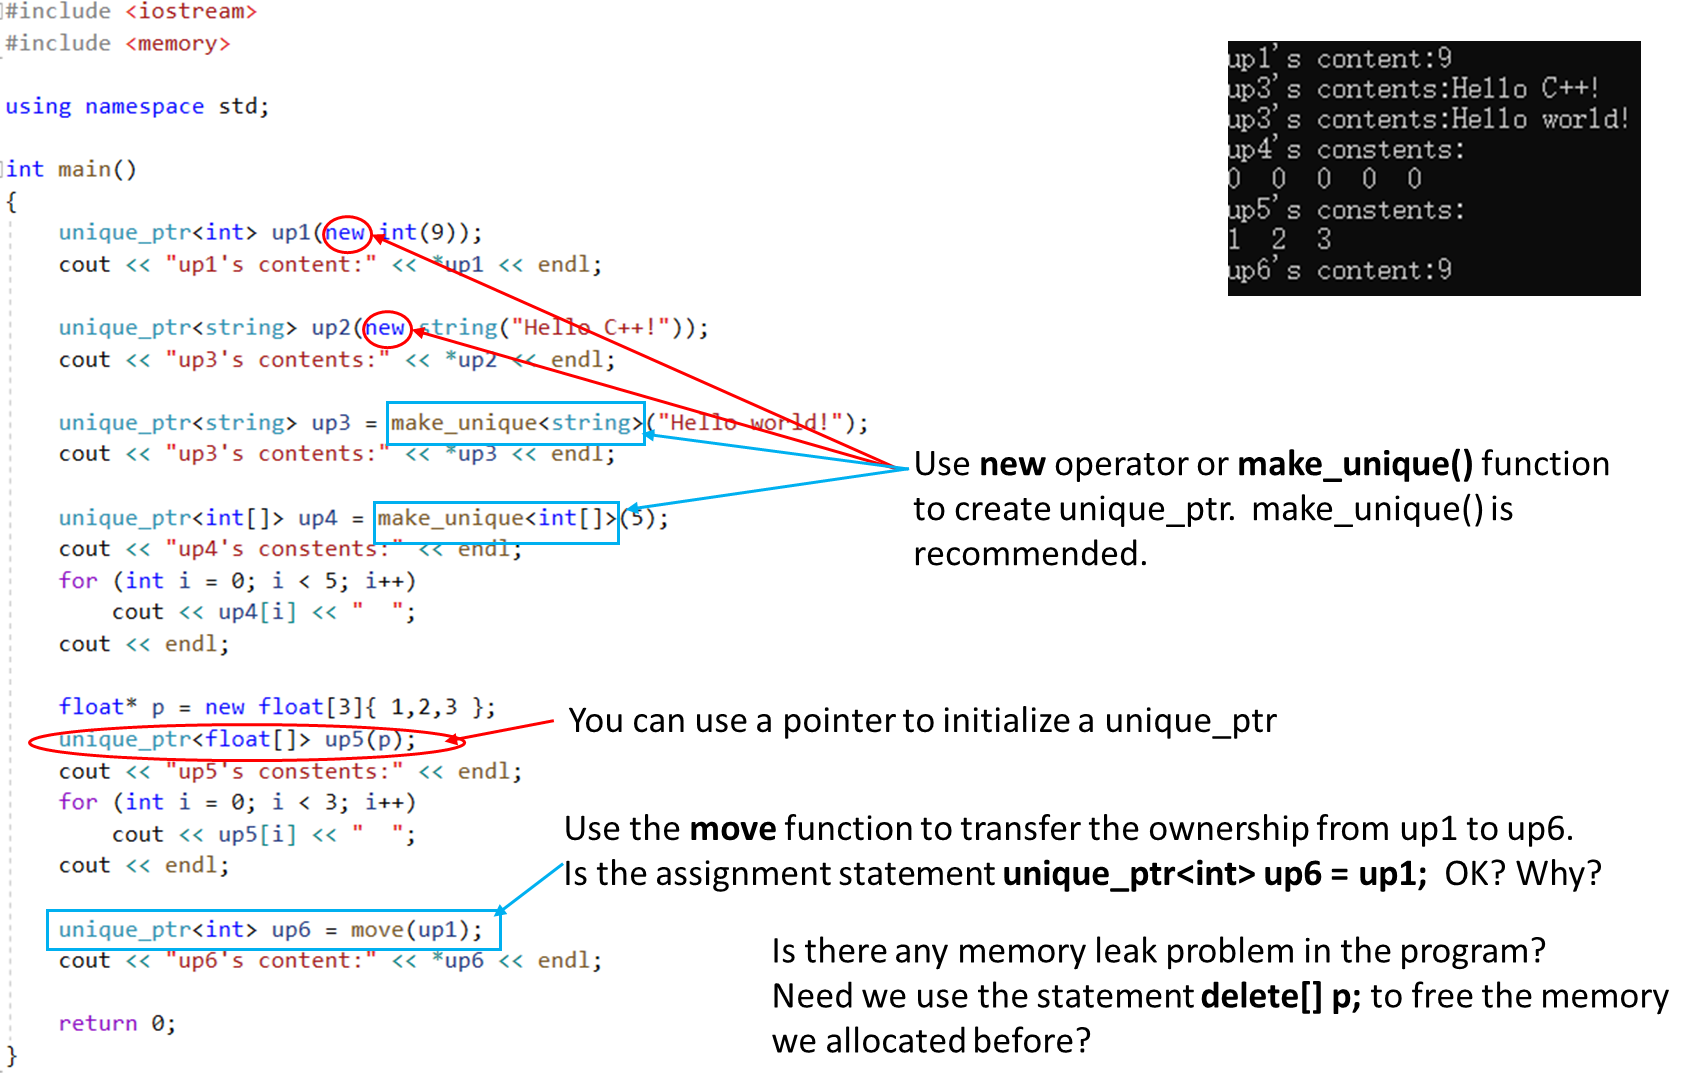 #include <iostream>
#include <memory>
using namespace std;
int main()
{
unique_ptr<int> up1(new int(9));
cout << "up1's content:" << *up1 << endl;
unique_ptr<string> up2(new string("Hello C++!"));
cout << "up3's contents:" << *up2 << endl;
unique_ptr<string> up3 = make_unique<string>("Hello world!");
cout << "up3's contents:" << *up3 << endl;
unique_ptr<int[]> up4 = make_unique<int[]>(5);
cout << "up4's constents:" << endl;
for (int i = 0; i < 5; i++)
cout << up4[i] << "  ";
cout << endl;
float* p = new float[3]{ 1,2,3 };
unique_ptr<float[]> up5(p);
cout << "up5's constents:" << endl;
for (int i = 0; i < 3; i++)
cout << up5[i] << "  ";
cout << endl;
unique_ptr<int> up6 = move(up1);
cout << "up6's content:" << *up6 << endl;
return 0;
}
up1's content:9
up3's contents:Hello C++!
up3's contents:Hello world!
up4's constents:
0  0  0  0  0
up5's constents:
1  2  3
up6's content:9
Use new operator or make_unique() function
to create unique_ptr. make_unique() is
recommended.
You can use a pointer to initialize a unique_ptr
Use the move function to transfer the ownership from up1 to up6.
Is the assignment statement unique_ptr<int> up6 = up1; OK? Why?
Is there any memory leak problem in the program?
Need we use the statement delete[] p; to free the memory
we allocated before?